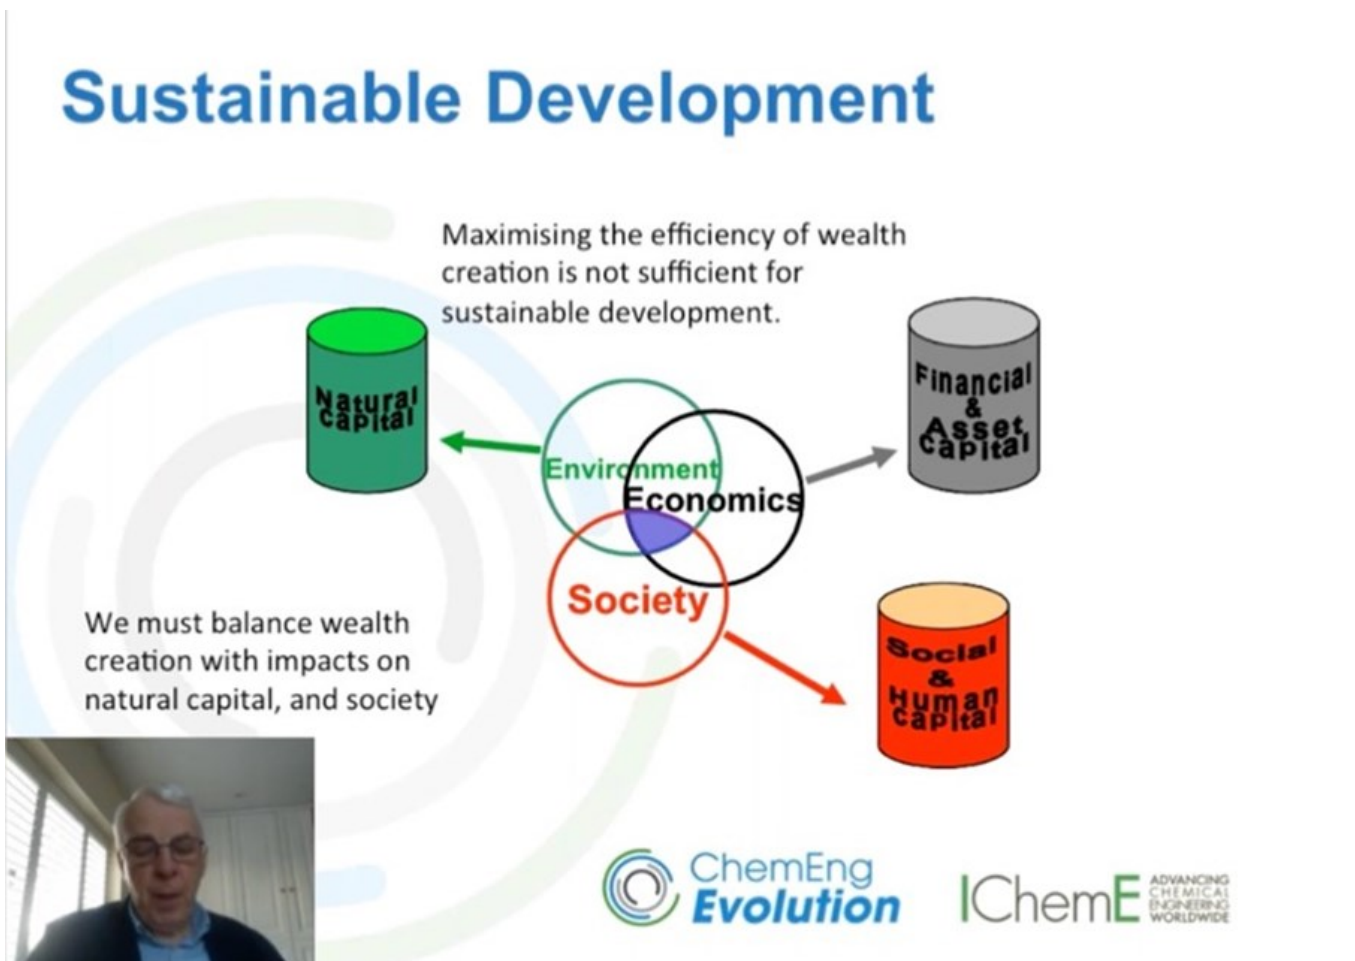 Sustainable Development
Maximising the efficiency of wealth
creation is not sufficient for
sustainable development.
Natural
Capital
Financial
&
Asset
Capital
Environment
Economics
Society
We must balance wealth
creation with impacts on
natural capital, and society
Social
&
Human
Capital
ChemEng
Evolution
IChemE
ADVANCING
CHEMICAL
ENGINEERING
WORLDWIDE